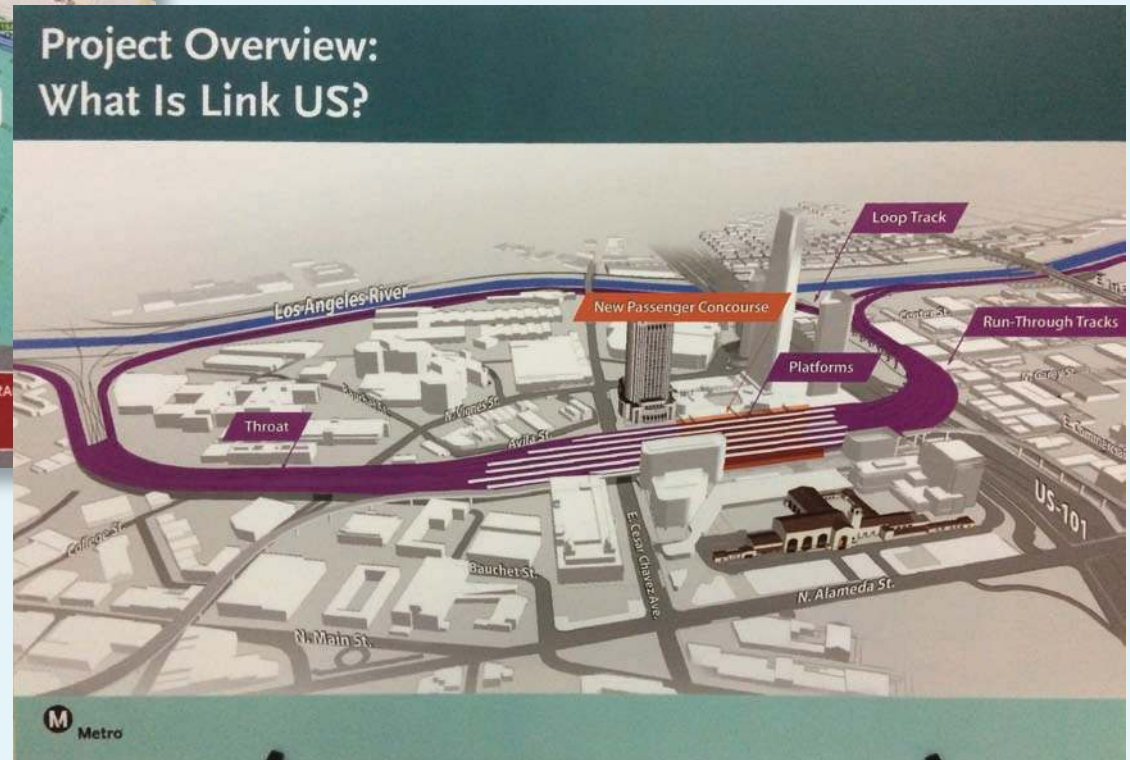 Project Overview:
What Is Link US?
Loop Track
Los Angeles River
New Passenger Concourse
Center St.
Run-Through Tracks
Platforms
N. Vignes St.
Throat
Avila St.
US-101
College St.
E. Cesar Chavez Ave.
Bauchet St.
N. Alameda St.
N. Main St.
M
Metro